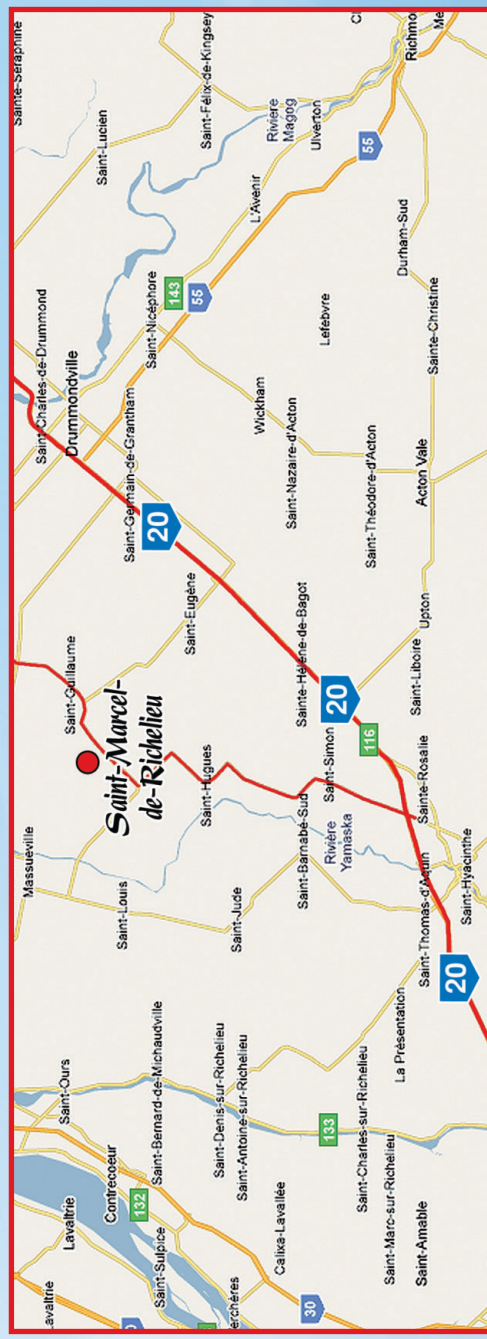 Lavaltrie
Massueville
Sainte-Séraphine
avaltrie
Saint-Ours
Saint-Guillaume
Saint-Charles-de-Drummond
Contrecoeur
Drummondville
Saint-Lucien
132
Saint-Louis
Saint-Marcel-
de-Richelieu
Saint-Germain-de-Grantham
Saint-Nicéphore
Saint-Sulpice
Saint-Bernard-de-Michaudville
20
143
Saint-Eugène
55
Saint-Hugues
Saint-Félix-de-Kingsey
erchères
Saint-Denis-sur-Richelieu
Saint-Jude
Saint-Antoine-sur-Richelieu
Wickham
L'Avenir
Rivière
Magog
Calixa-Lavallée
Saint-Nazaire-d'Acton
Saint-Barnabé-Sud
Sainte-Hélène-de-Bagot
30
Ulverton
133
Rivière
Yamaska
Saint-Simon
20
Lefebvre
Saint-Charles-sur-Richelieu
116
Saint-Théodore-d'Acton
55
Saint-Marc-sur-Richelieu
La Présentation
Saint-Liboire
Durham-Sud
Richmo
Saint-Amable
Saint-Thomas-d'Aquin
Sainte-Rosalie
Upton
Acton Vale
Sainte-Christine
20
Saint-Hyacinthe
Me